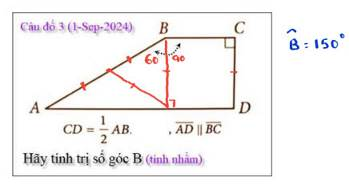 Câu đố 3 (1-Sep-2024)
B
C
B̂ = 150°
60
90
A
D
CD = 1/2 AB. , AD || BC
Hãy tính trị số góc B (tính nhẩm)